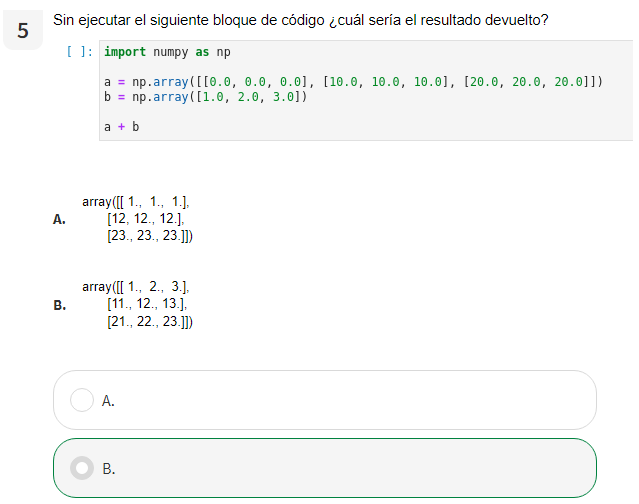 5
Sin ejecutar el siguiente bloque de código ¿cuál sería el resultado devuelto?
[ ]: import numpy as np
a = np.array([[0.0, 0.0, 0.0], [10.0, 10.0, 10.0], [20.0, 20.0, 20.0]])
b = np.array([1.0, 2.0, 3.0])
a + b
array([[ 1., 1., 1.],
A. [12, 12., 12.],
[23., 23., 23.]])
array([[ 1., 2., 3.],
B. [11., 12., 13.],
[21., 22., 23.]])
A.
B.